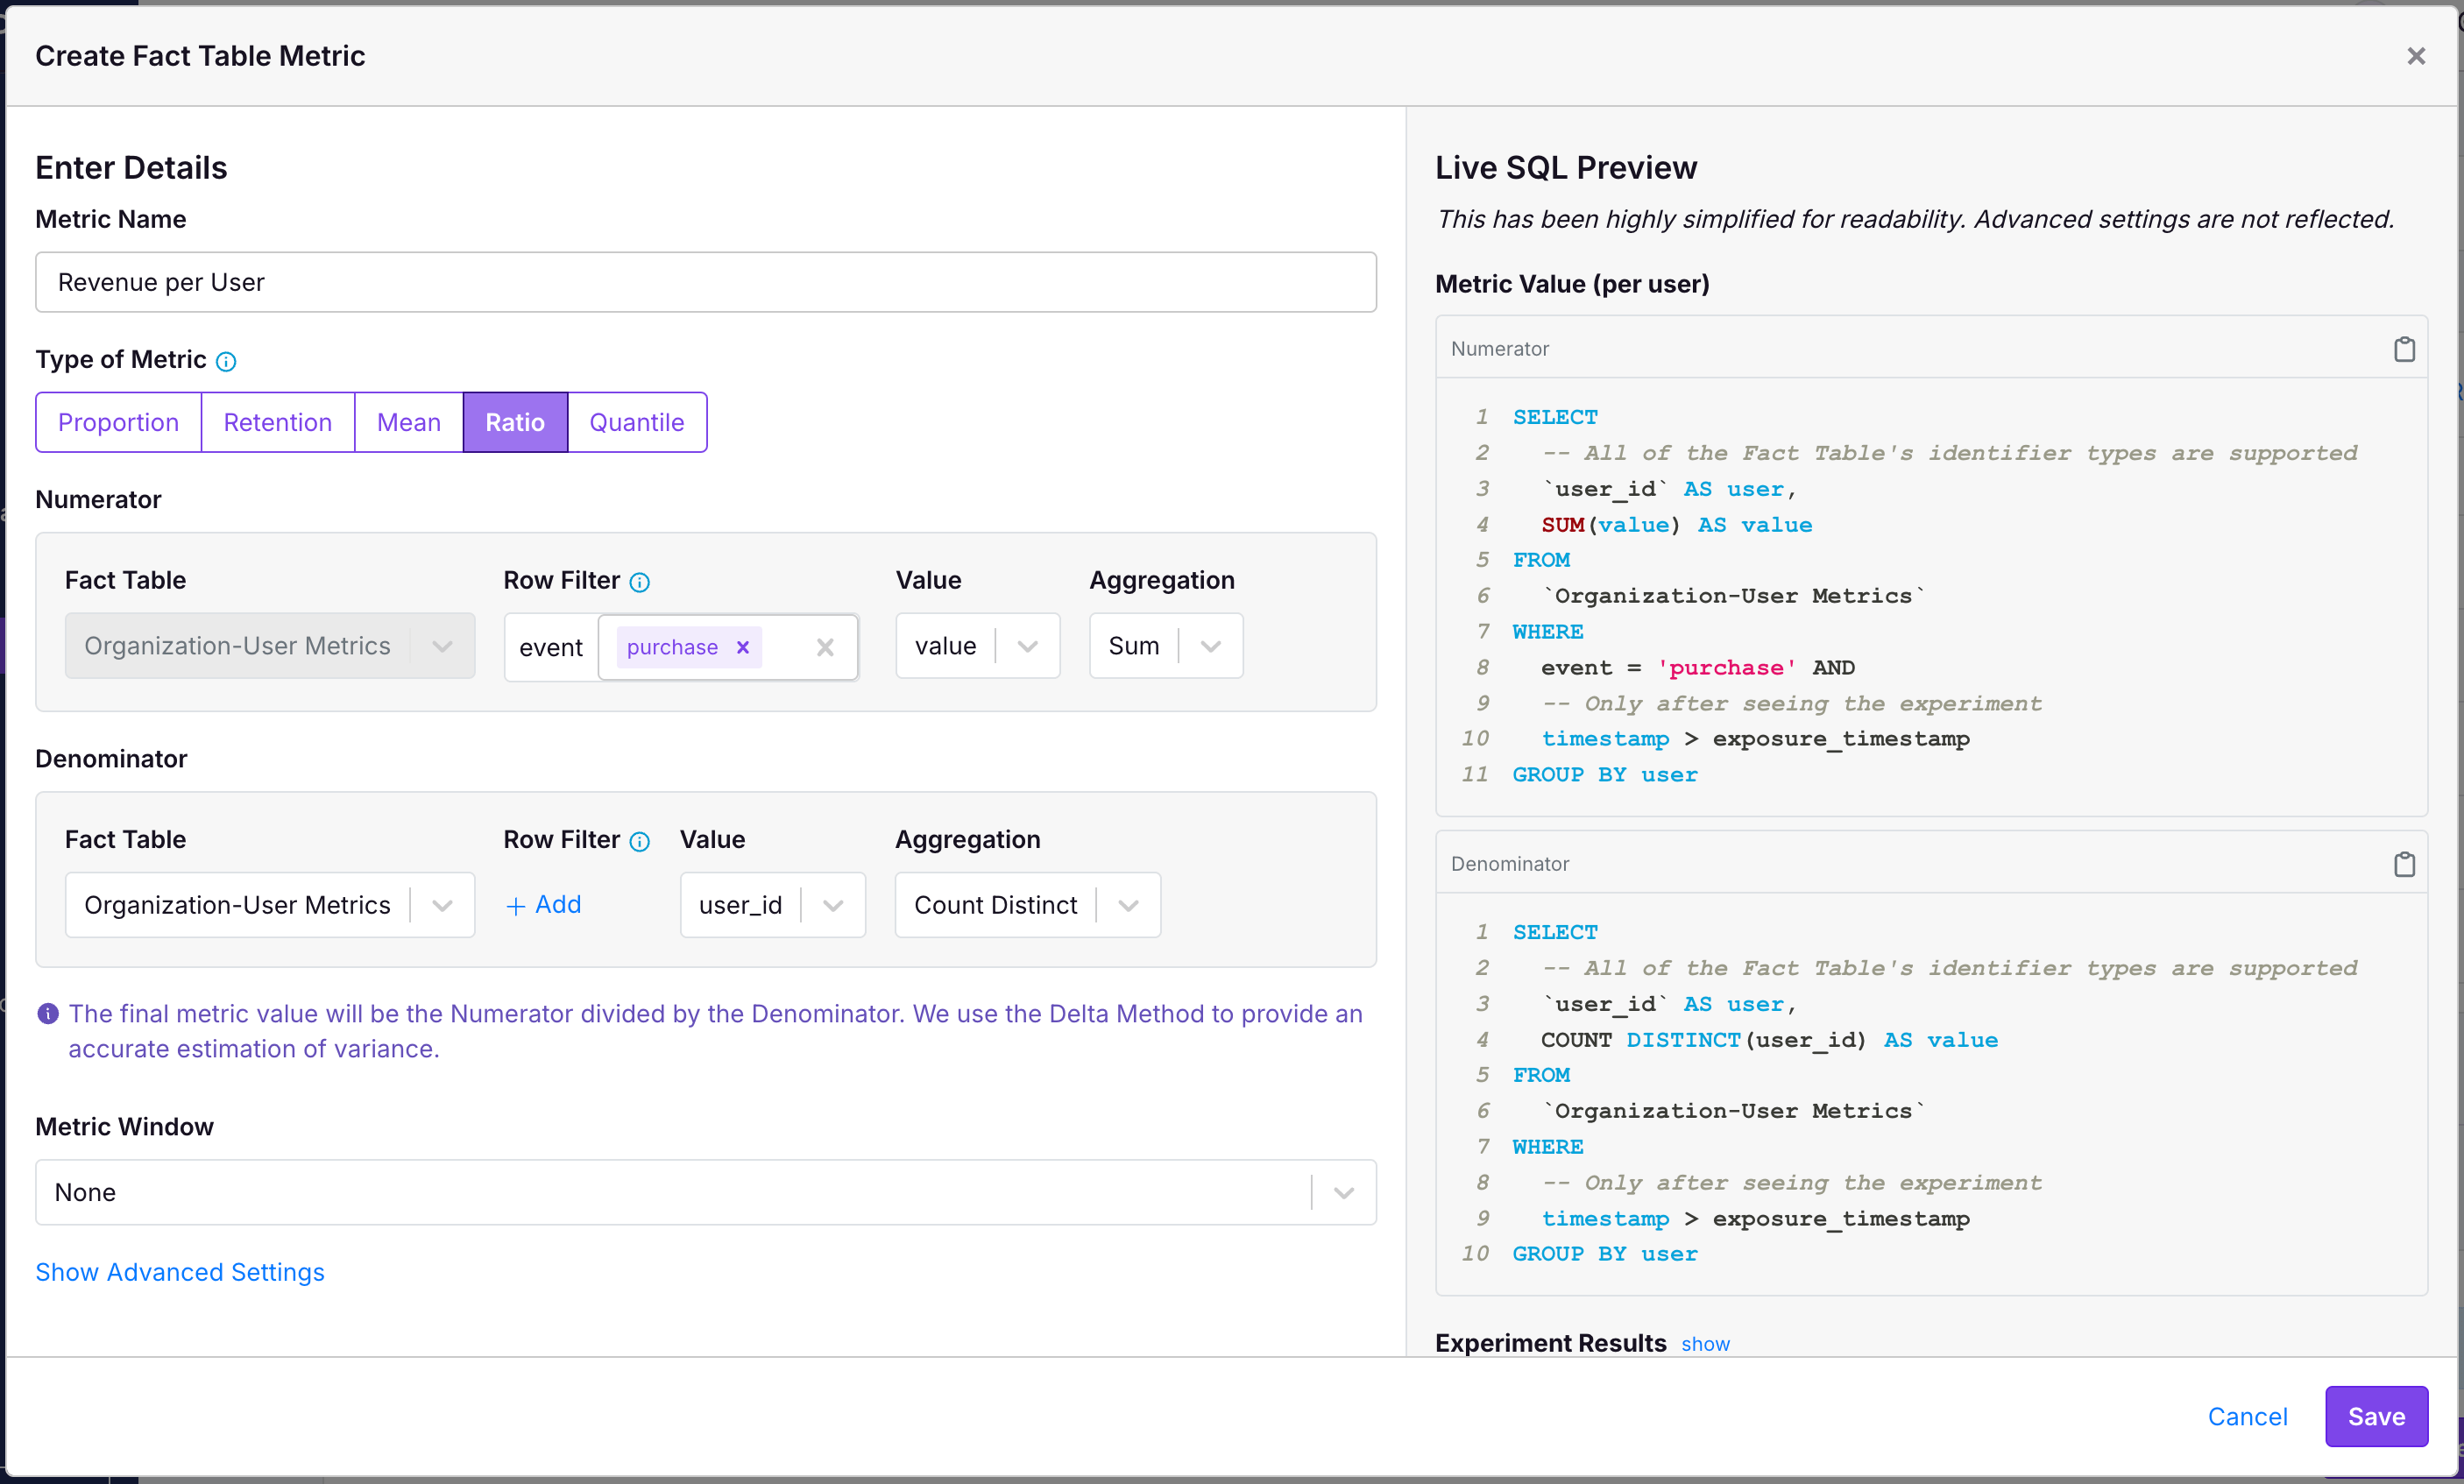 Create Fact Table Metric
×
Enter Details
Metric Name
Revenue per User
Type of Metric
Proportion
Retention
Mean
Ratio
Quantile
Numerator
Fact Table
Row Filter
Value
Aggregation
Organization-User Metrics
event
purchase ×
×
value
Sum
Denominator
Fact Table
Row Filter
Value
Aggregation
Organization-User Metrics
+ Add
user_id
Count Distinct
The final metric value will be the Numerator divided by the Denominator. We use the Delta Method to provide an
accurate estimation of variance.
Metric Window
None
Show Advanced Settings
Live SQL Preview
This has been highly simplified for readability. Advanced settings are not reflected.
Metric Value (per user)
Numerator
1 SELECT
2 -- All of the Fact Table's identifier types are supported
3 `user_id` AS user,
4 SUM(value) AS value
5 FROM
6 `Organization-User Metrics`
7 WHERE
8 event = 'purchase' AND
9 -- Only after seeing the experiment
10 timestamp > exposure_timestamp
11 GROUP BY user
Denominator
1 SELECT
2 -- All of the Fact Table's identifier types are supported
3 `user_id` AS user,
4 COUNT DISTINCT(user_id) AS value
5 FROM
6 `Organization-User Metrics`
7 WHERE
8 -- Only after seeing the experiment
9 timestamp > exposure_timestamp
10 GROUP BY user
Experiment Results show
Cancel
Save